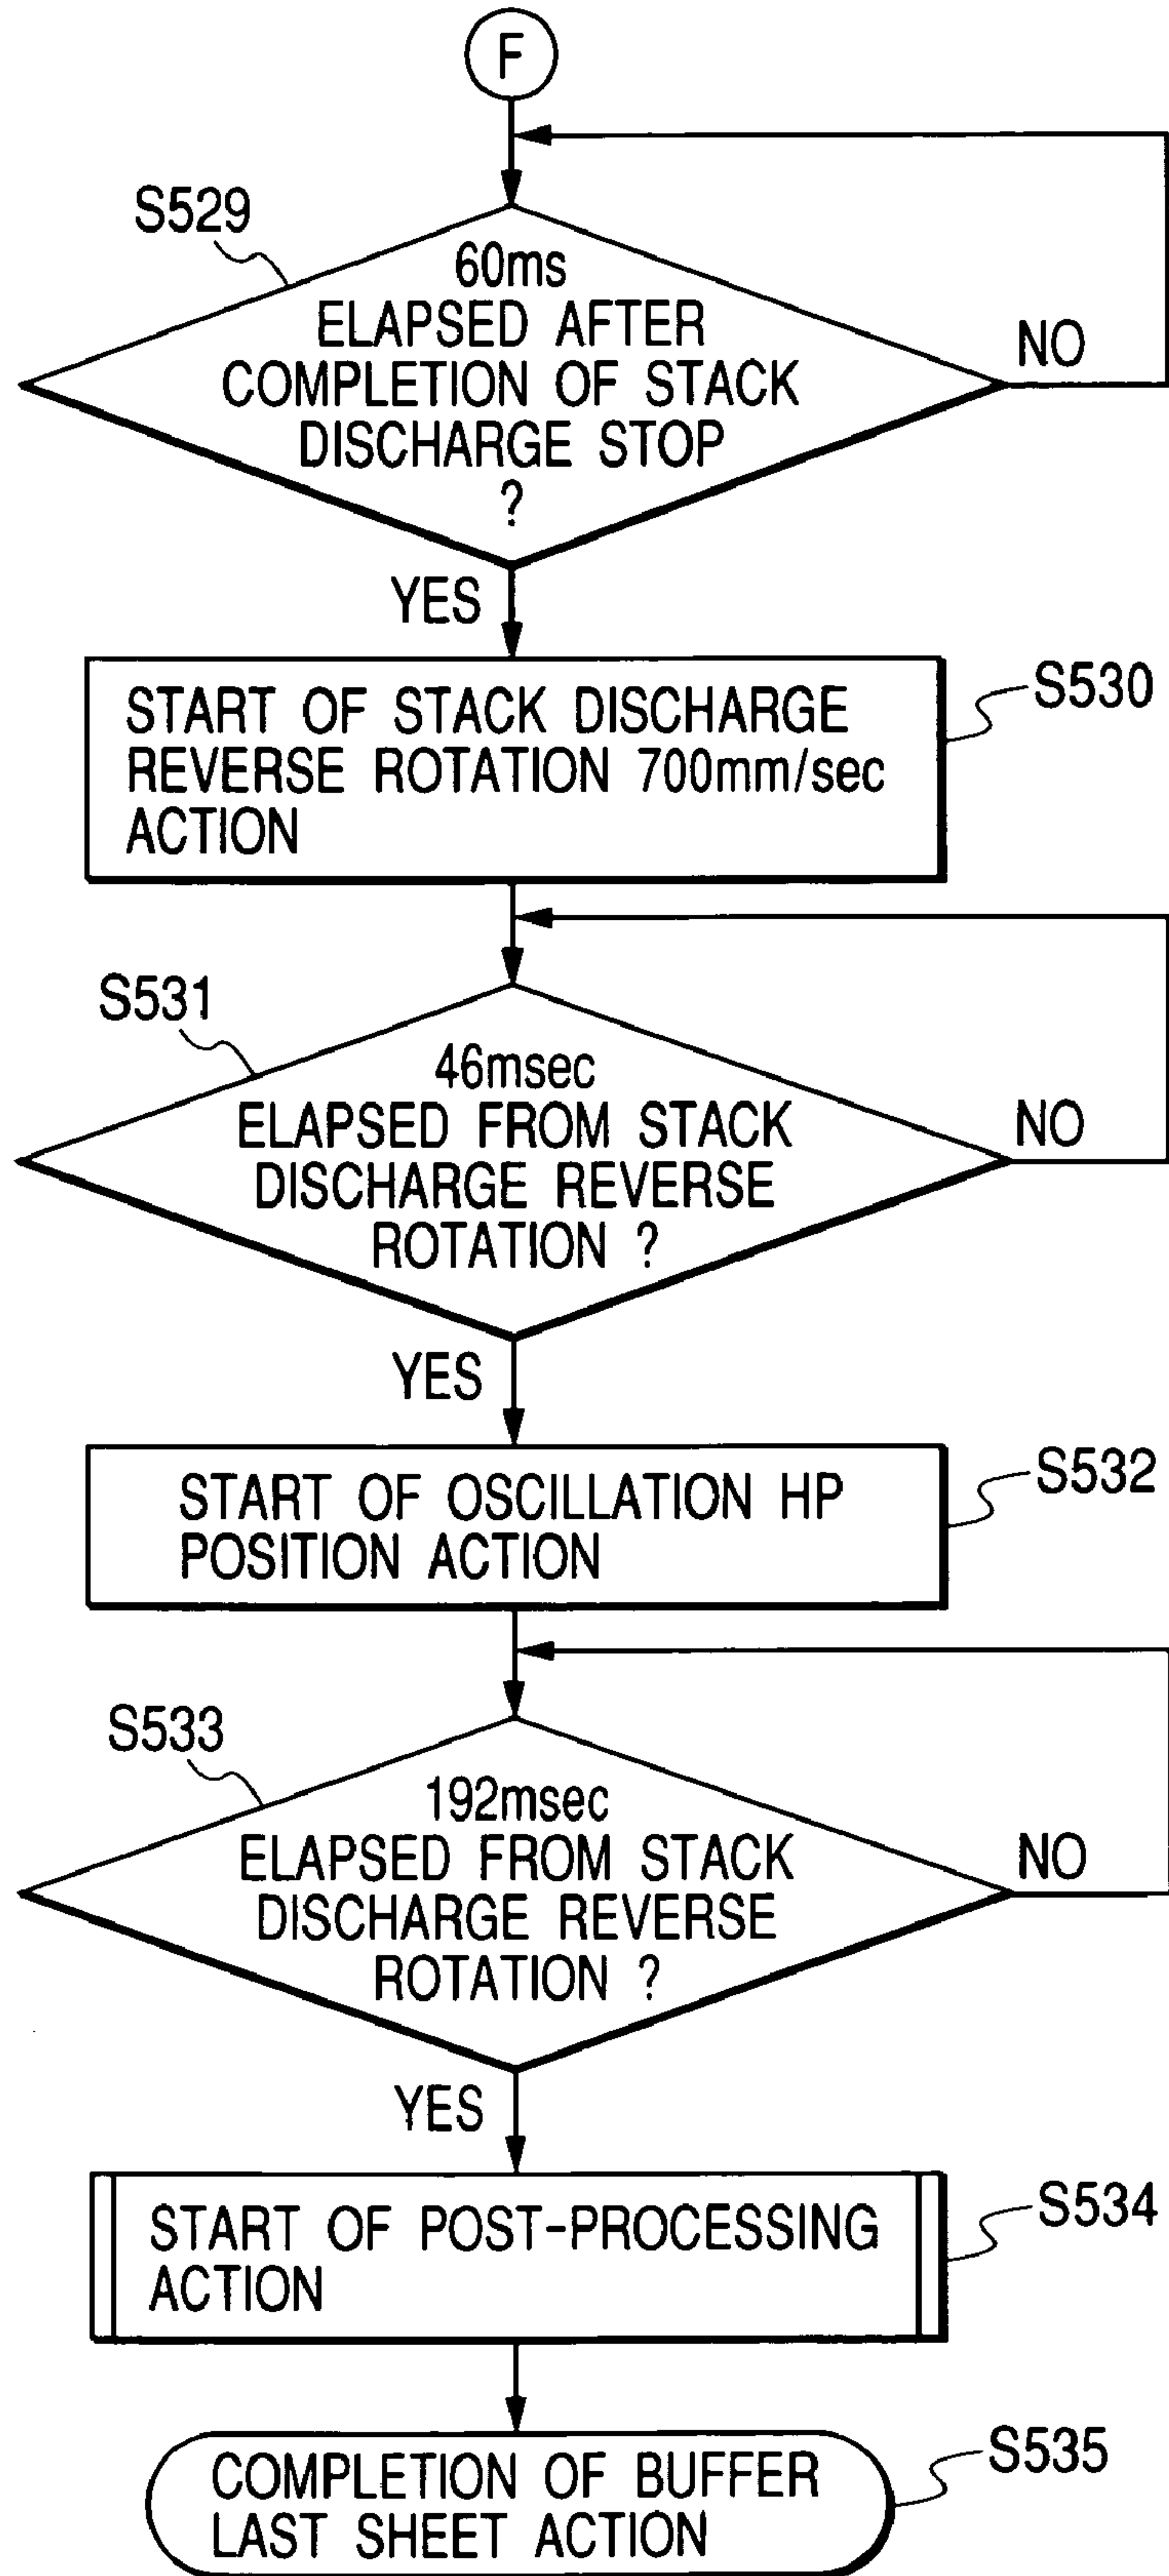 F
S529
60ms
ELAPSED AFTER
COMPLETION OF STACK
DISCHARGE STOP
?
NO
YES
START OF STACK DISCHARGE
REVERSE ROTATION 700mm/sec
ACTION
S530
S531
46msec
ELAPSED FROM STACK
DISCHARGE REVERSE
ROTATION ?
NO
YES
START OF OSCILLATION HP
POSITION ACTION
S532
S533
192msec
ELAPSED FROM STACK
DISCHARGE REVERSE
ROTATION ?
NO
YES
START OF POST-PROCESSING
ACTION
S534
COMPLETION OF BUFFER
LAST SHEET ACTION
S535